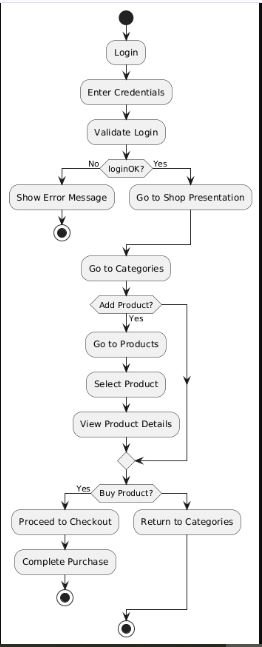 Login
Enter Credentials
Validate Login
No
loginOK?
Yes
Show Error Message
Go to Shop Presentation
Go to Categories
Add Product?
Yes
Go to Products
Select Product
View Product Details
Yes
Buy Product?
Proceed to Checkout
Return to Categories
Complete Purchase